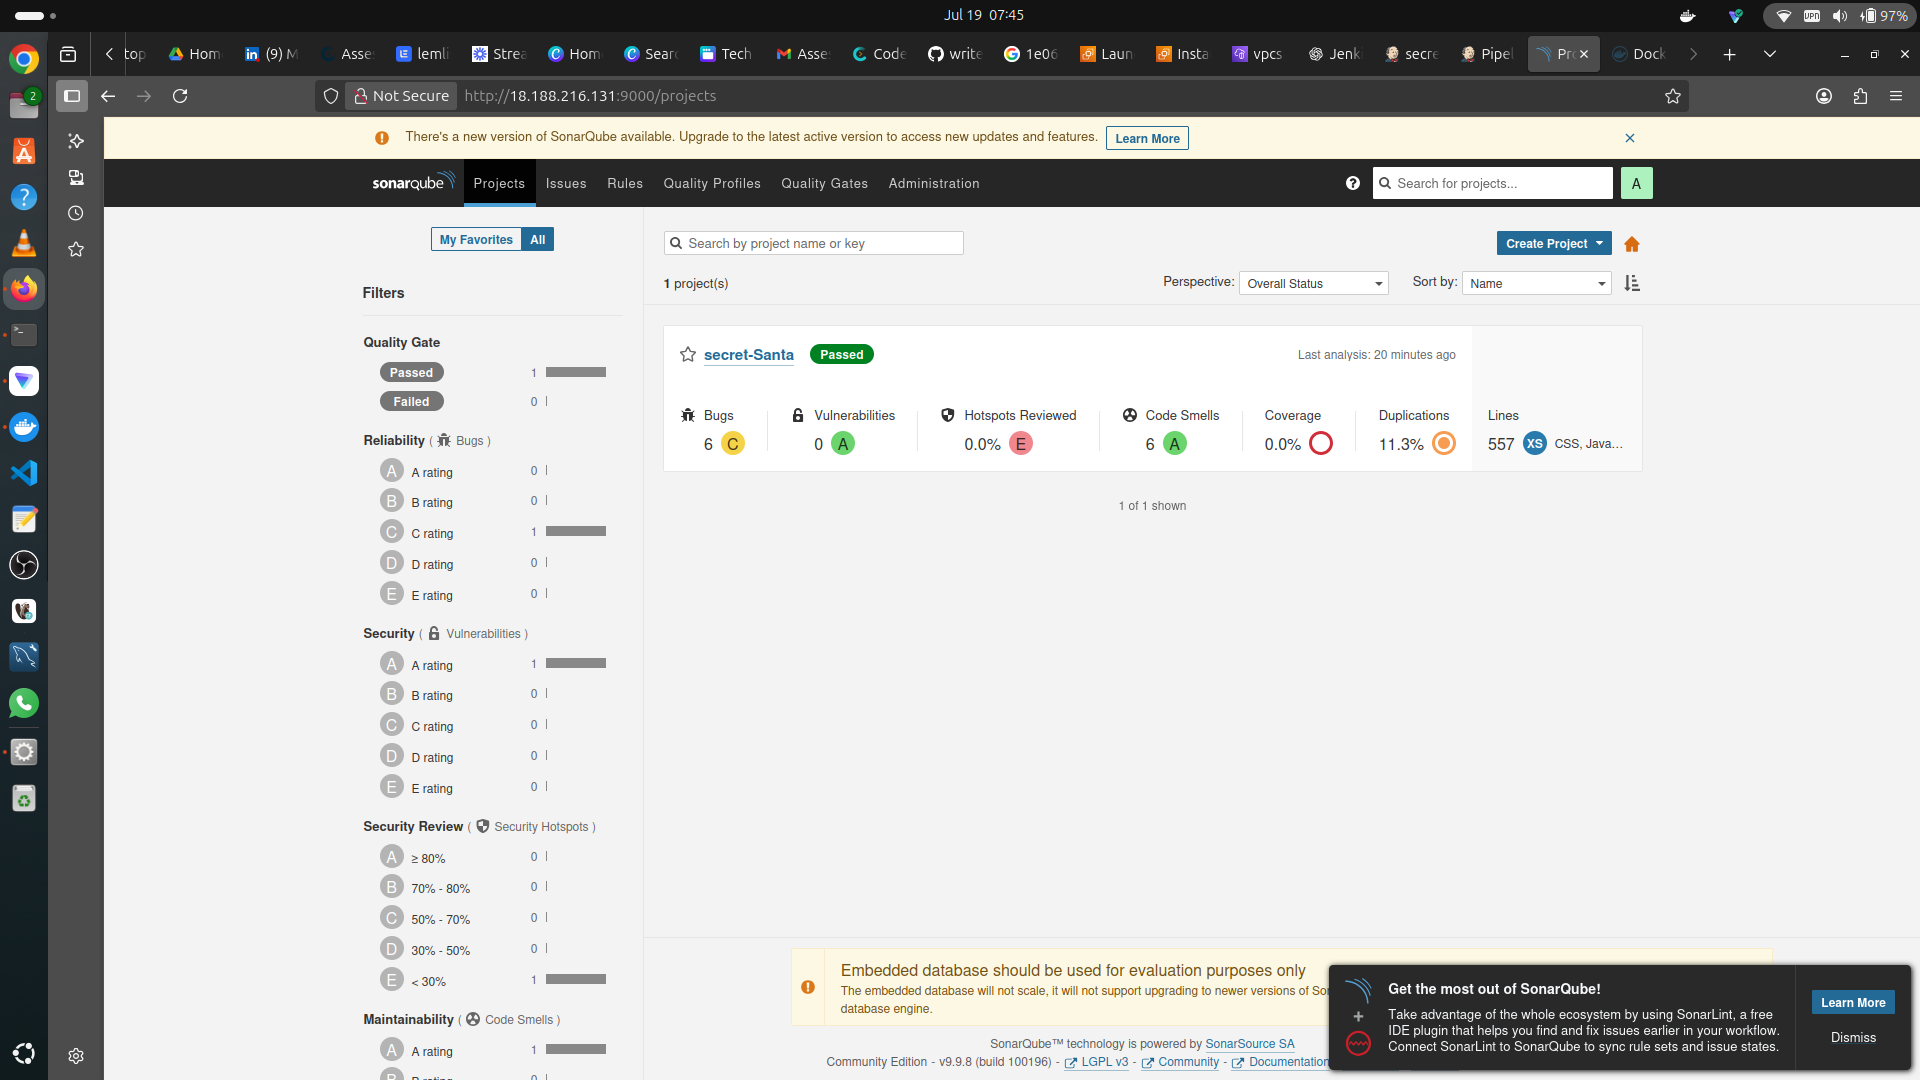 Jul 19 07:45
97%
top
Hom
(9) M
Asse
lemli
Strea
Hom
Sear
Tech
Asse
Code
write
1e06
Laun
Insta
vpcs
Jenki
secre
Pipel
Pro
Dock
2
Not Secure
http://18.188.216.131:9000/projects
There's a new version of SonarQube available. Upgrade to the latest active version to access new updates and features.
Learn More
sonarqube
Projects
Issues
Rules
Quality Profiles
Quality Gates
Administration
Search for projects...
A
My Favorites
All
Search by project name or key
Create Project
1 project(s)
Perspective:
Overall Status
Sort by:
Name
Filters
Quality Gate
Passed 1
Failed 0
Reliability ( Bugs )
A A rating 0
B B rating 0
C C rating 1
D D rating 0
E E rating 0
Security ( Vulnerabilities )
A A rating 1
B B rating 0
C C rating 0
D D rating 0
E E rating 0
Security Review ( Security Hotspots )
A ≥ 80% 0
B 70% - 80% 0
C 50% - 70% 0
D 30% - 50% 0
E < 30% 1
Maintainability ( Code Smells )
A A rating 1
secret-Santa
Passed
Last analysis: 20 minutes ago
Bugs
Vulnerabilities
Hotspots Reviewed
Code Smells
Coverage
Duplications
Lines
6 C
0 A
0.0% E
6 A
0.0%
11.3%
557 XS CSS, Java...
1 of 1 shown
Embedded database should be used for evaluation purposes only
The embedded database will not scale, it will not support upgrading to newer versions of
database engine.
SonarQube™ technology is powered by SonarSource SA
Community Edition - v9.9.8 (build 100196) - LGPL v3 - Community - Documentation
Get the most out of SonarQube!
Take advantage of the whole ecosystem by using SonarLint, a free
IDE plugin that helps you find and fix issues earlier in your workflow.
Connect SonarLint to SonarQube to sync rule sets and issue states.
Learn More
Dismiss